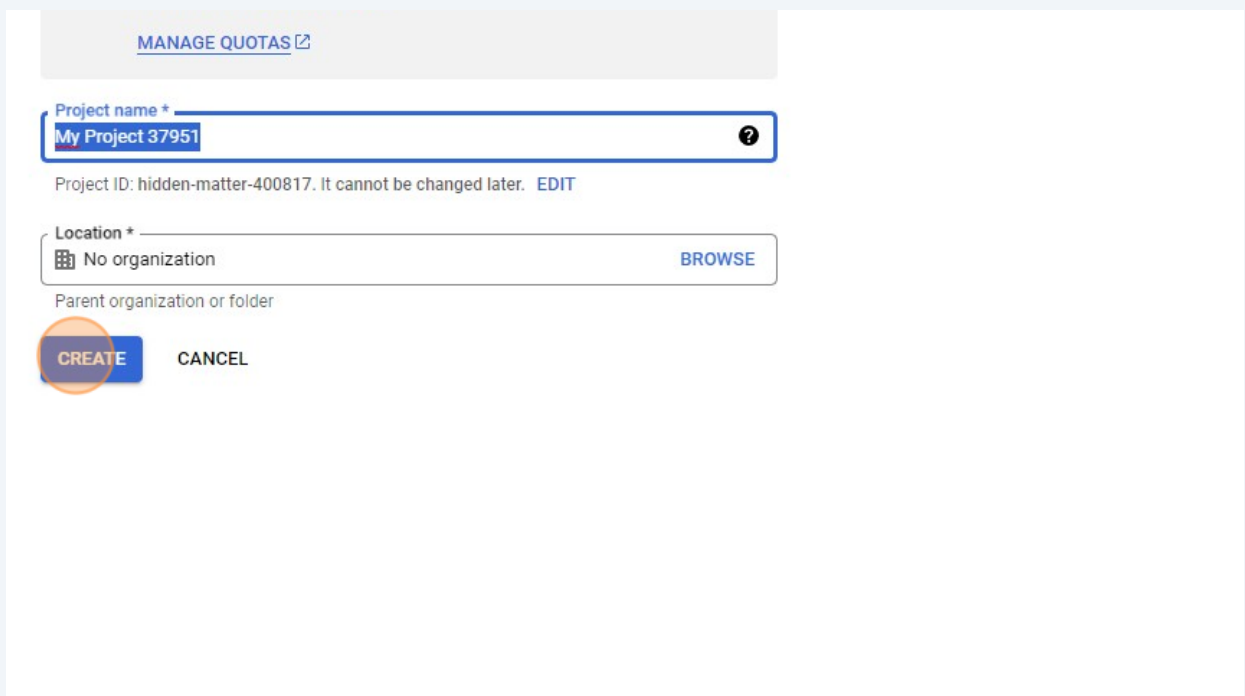 MANAGE QUOTAS
Project name *
My Project 37951
Project ID: hidden-matter-400817. It cannot be changed later. EDIT
Location *
No organization BROWSE
Parent organization or folder
CREATE CANCEL